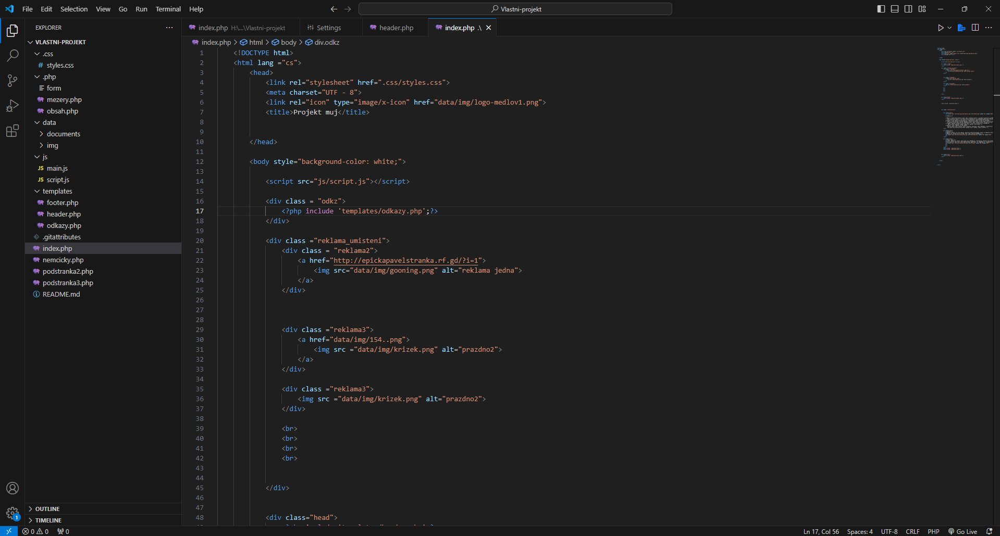 File Edit Selection View Go Run Terminal Help
Vlastni-projekt
EXPLORER
VLASTNI-PROJEKT
.css
styles.css
.php
form
mezery.php
obsah.php
data
documents
img
js
JS main.js
JS script.js
templates
footer.php
header.php
odkazy.php
.gitattributes
index.php
nemcicky.php
podstranka2.php
podstranka3.php
README.md
OUTLINE
TIMELINE
index.php H:\...\Vlastni-projekt
Settings
header.php
index.php .\
index.php > html > body > div.odkz
1 <!DOCTYPE html>
2 <html lang ="cs">
3 <head>
4 <link rel="stylesheet" href=".css/styles.css">
5 <meta charset="UTF - 8">
6 <link rel="icon" type="image/x-icon" href="data/img/logo-medlov1.png">
7 <title>Projekt muj</title>
8
9
10 </head>
11
12 <body style="background-color: white;">
13
14 <script src="js/script.js"></script>
15
16 <div class = "odkz">
17 <?php include 'templates/odkazy.php';?>
18 </div>
19
20 <div class ="reklama_umisteni">
21 <div class = "reklama2">
22 <a href="http://epickapavelstranka.rf.gd/?i=1">
23 <img src="data/img/gooning.png" alt="reklama jedna">
24 </a>
25 </div>
26
27
28
29 <div class ="reklama3">
30 <a href="data/img/154..png">
31 <img src ="data/img/krizek.png" alt="prazdno2">
32 </a>
33 </div>
34
35 <div class ="reklama3">
36 <img src ="data/img/krizek.png" alt="prazdno2">
37 </div>
38
39 <br>
40 <br>
41 <br>
42 <br>
43
44
45 </div>
46
47
48 <div class="head">
1
0 0 0 Ln 17, Col 56 Spaces: 4 UTF-8 CRLF PHP Go Live